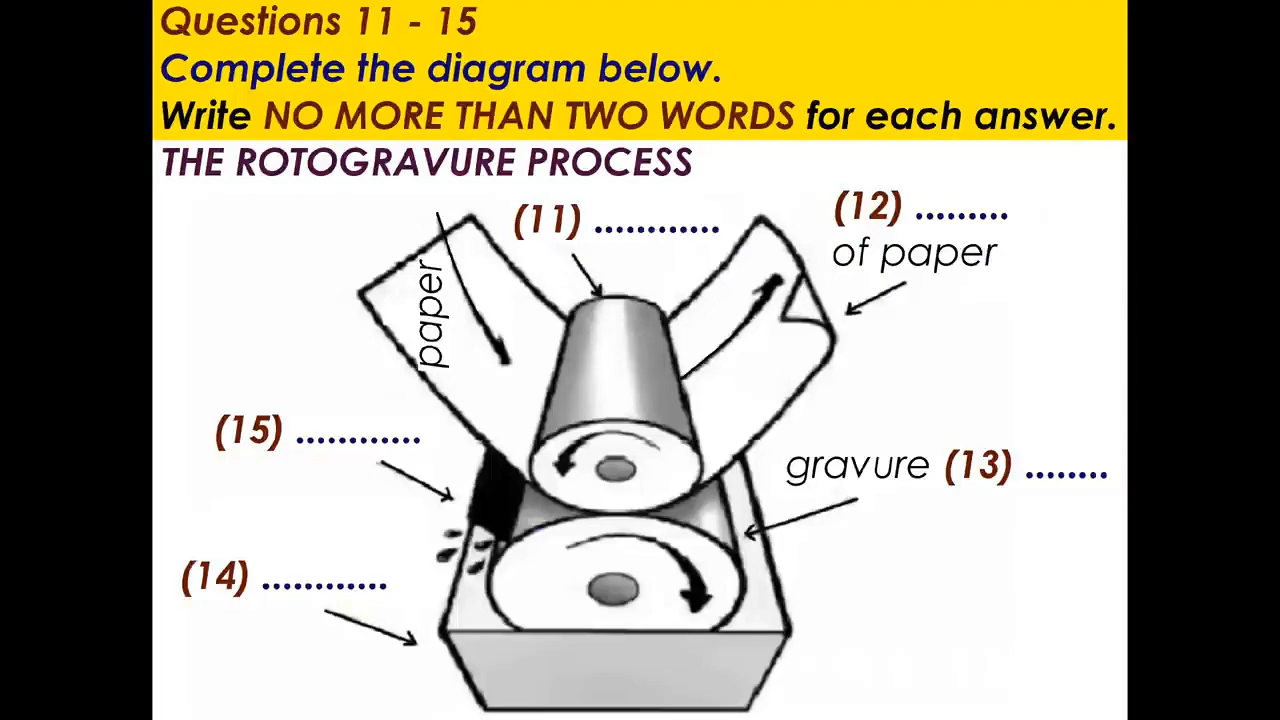 Questions 11 - 15
Complete the diagram below.
Write NO MORE THAN TWO WORDS for each answer.
THE ROTOGRAVURE PROCESS
(11) ............
(12) .........
of paper
paper
(15) ............
gravure (13) ........
(14) ............